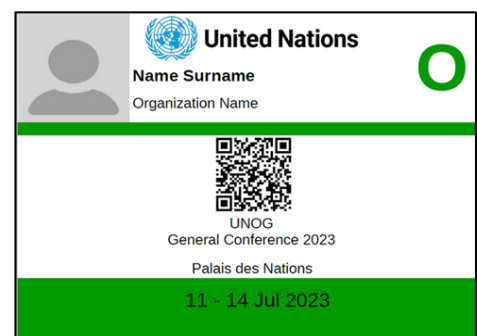 United Nations
Name Surname
O
Organization Name
UNOG
General Conference 2023
Palais des Nations
11 - 14 Jul 2023